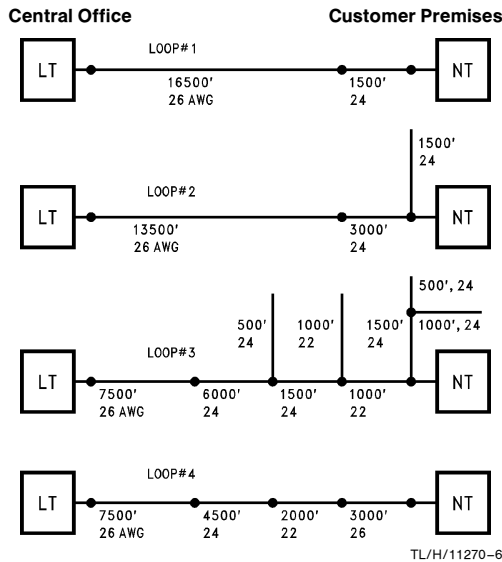 Central Office Customer Premises
LOOP#1
LT NT
16500' 1500'
26 AWG 24
1500'
24
LOOP#2
LT NT
13500' 3000'
26 AWG 24
500', 24
500' 1000' 1500' 1000', 24
24 22 24
LOOP#3
LT NT
7500' 6000' 1500' 1000'
26 AWG 24 24 22
LOOP#4
LT NT
7500' 4500' 2000' 3000'
26 AWG 24 22 26
TL/H/11270–6